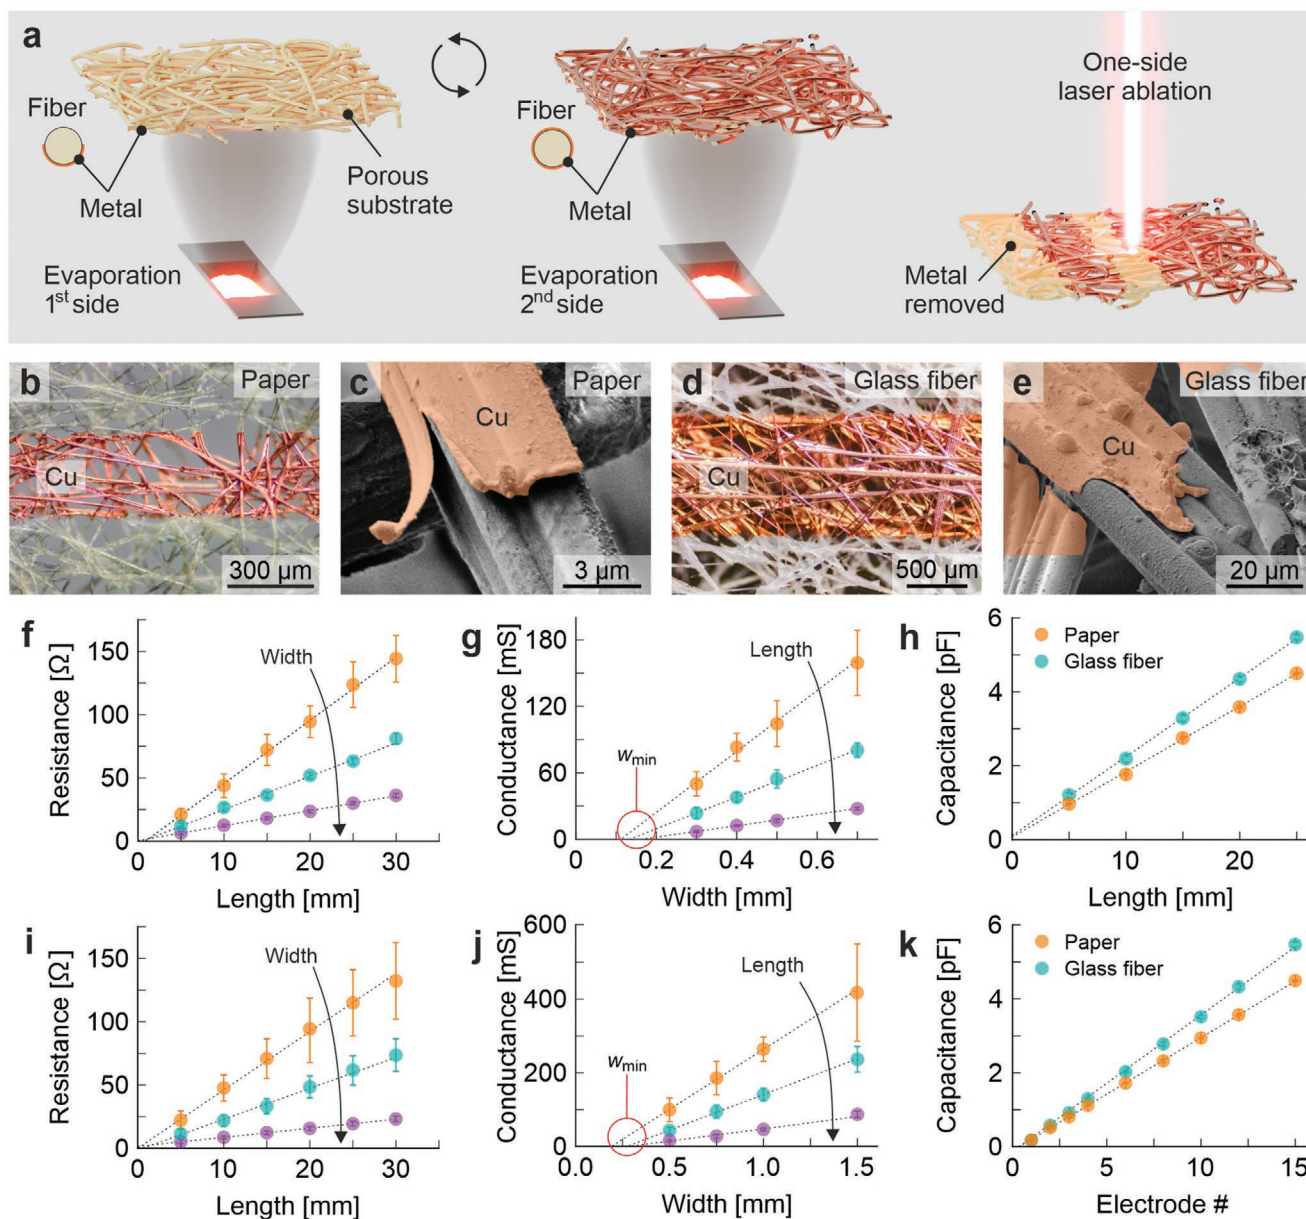 a
Fiber
Metal
Porous
substrate
Evaporation
1st side
Fiber
Metal
Evaporation
2nd side
One-side
laser ablation
Metal
removed
b
Paper
Cu
300 µm
c
Paper
Cu
3 µm
d
Glass fiber
Cu
500 µm
e
Glass fiber
Cu
20 µm
f
Resistance [Ω]
150
100
50
0
Width
0 10 20 30
Length [mm]
g
Conductance [mS]
180
120
60
0
Length
wmin
0 0.2 0.4 0.6
Width [mm]
h
Capacitance [pF]
6
4
2
0
Paper
Glass fiber
0 10 20
Length [mm]
i
Resistance [Ω]
150
100
50
0
Width
0 10 20 30
Length [mm]
j
Conductance [mS]
600
400
200
0
Length
wmin
0.0 0.5 1.0 1.5
Width [mm]
k
Capacitance [pF]
6
4
2
0
Paper
Glass fiber
0 5 10 15
Electrode #